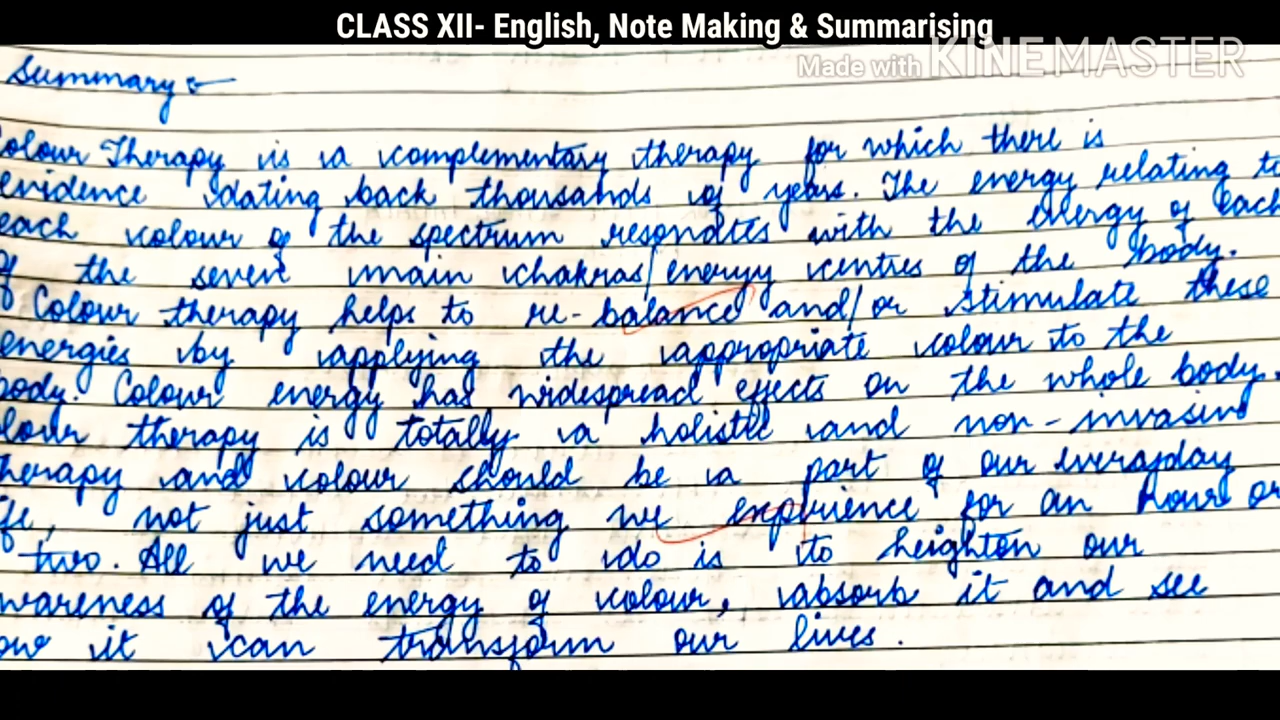 CLASS XII- English, Note Making & Summarising
Made with KINEMASTER
Summary :-
olour Therapy is a complementary therapy for which there is
evidence dating back thousands of years. The energy relating to
each colour of the spectrum resonates with the energy of each
of the seven main chakras/energy centres of the body.
Colour therapy helps to re-balance and/or stimulate these
energies by applying the appropriate colour to the
body. Colour energy has widespread effects on the whole body.
lour therapy is totally a holistic and non-invasive
herapy and colour should be a part of our everyday
fe, not just something we experience for an hour or
two. All we need to do is to heighten our
wareness of the energy of colour, absorb it and see
ow it can transform our lives.